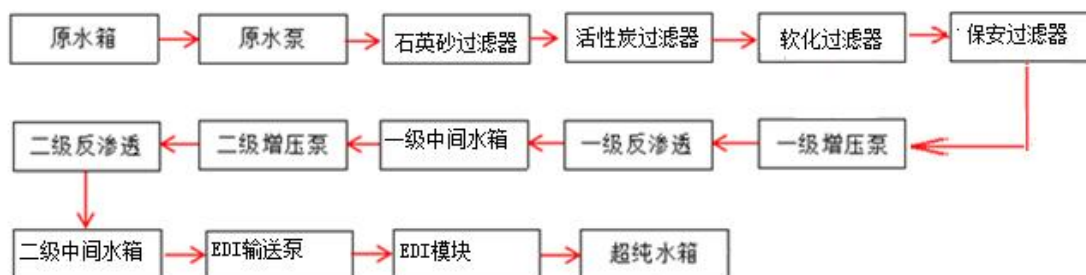 原水箱
原水泵
石英砂过滤器
活性炭过滤器
软化过滤器
保安过滤器
二级反渗透
二级增压泵
一级中间水箱
一级反渗透
一级增压泵
二级中间水箱
EDI输送泵
EDI模块
超纯水箱